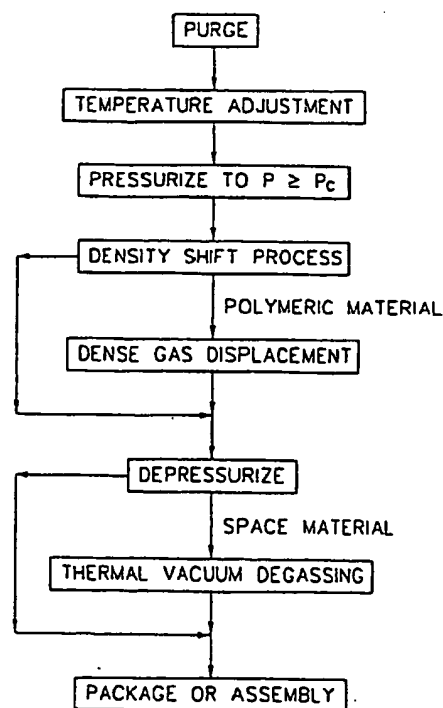 PURGE
TEMPERATURE ADJUSTMENT
PRESSURIZE TO P ≥ Pc
DENSITY SHIFT PROCESS
POLYMERIC MATERIAL
DENSE GAS DISPLACEMENT
DEPRESSURIZE
SPACE MATERIAL
THERMAL VACUUM DEGASSING
PACKAGE OR ASSEMBLY